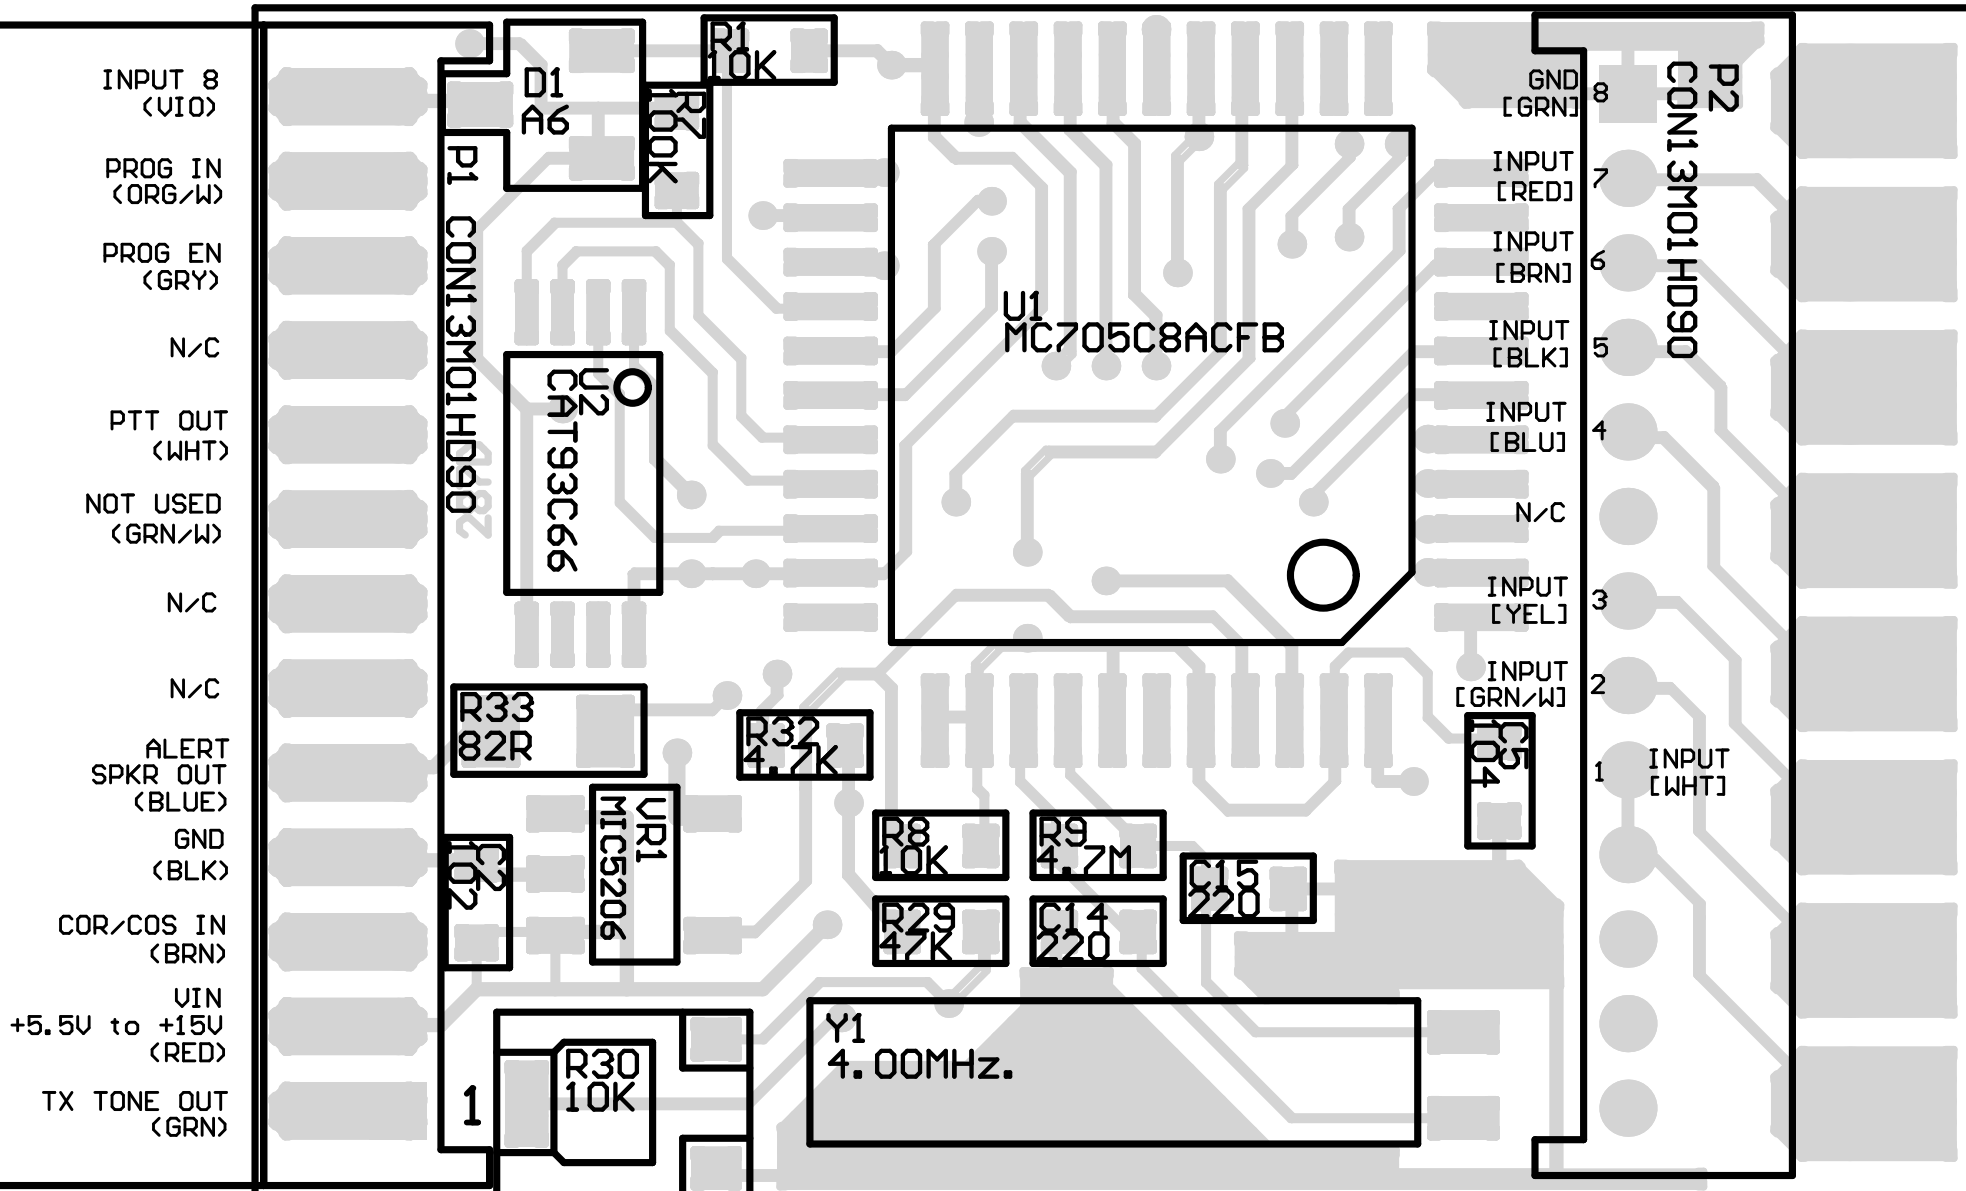 INPUT 8
(VIO)
PROG IN
(ORG/W)
PROG EN
(GRY)
N/C
PTT OUT
(WHT)
NOT USED
(GRN/W)
N/C
N/C
ALERT
SPKR OUT
(BLUE)
GND
(BLK)
COR/COS IN
(BRN)
VIN
+5.5V to +15V
(RED)
TX TONE OUT
(GRN)
P1 CON13M01HD90
1
D1
A6
R1
10K
R7
100K
U2
CAT93C66
U1
MC705C8ACFB
R33
82R
R32
4.7K
VR1
MIC5206
C2
102
R8
10K
R9
4.7M
R29
47K
C14
220
C15
220
C5
104
R30
10K
Y1
4.00MHz.
GND
[GRN]
8
INPUT
[RED]
7
INPUT
[BRN]
6
INPUT
[BLK]
5
INPUT
[BLU]
4
N/C
INPUT
[YEL]
3
INPUT
[GRN/W]
2
1
INPUT
[WHT]
P2
CON13M01HD90